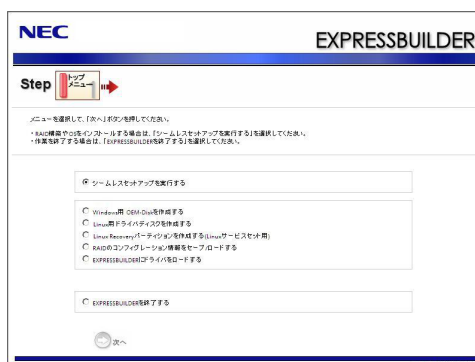 NEC
EXPRESSBUILDER
Step トップメニュー
メニューを選択して、「次へ」ボタンを押してください。
・RAID構築やOSをインストールする場合は、「シームレスセットアップを実行する」を選択してください。
・作業を終了する場合は、「EXPRESSBUILDERを終了する」を選択してください。
シームレスセットアップを実行する
Windows用 OEM-Diskを作成する
Linux用ドライバディスクを作成する
Linux Recoveryパーティションを作成する(Linuxサービスセット用)
RAIDのコンフィグレーション情報をセーブ/ロードする
EXPRESSBUILDERにドライバをロードする
EXPRESSBUILDERを終了する
次へ